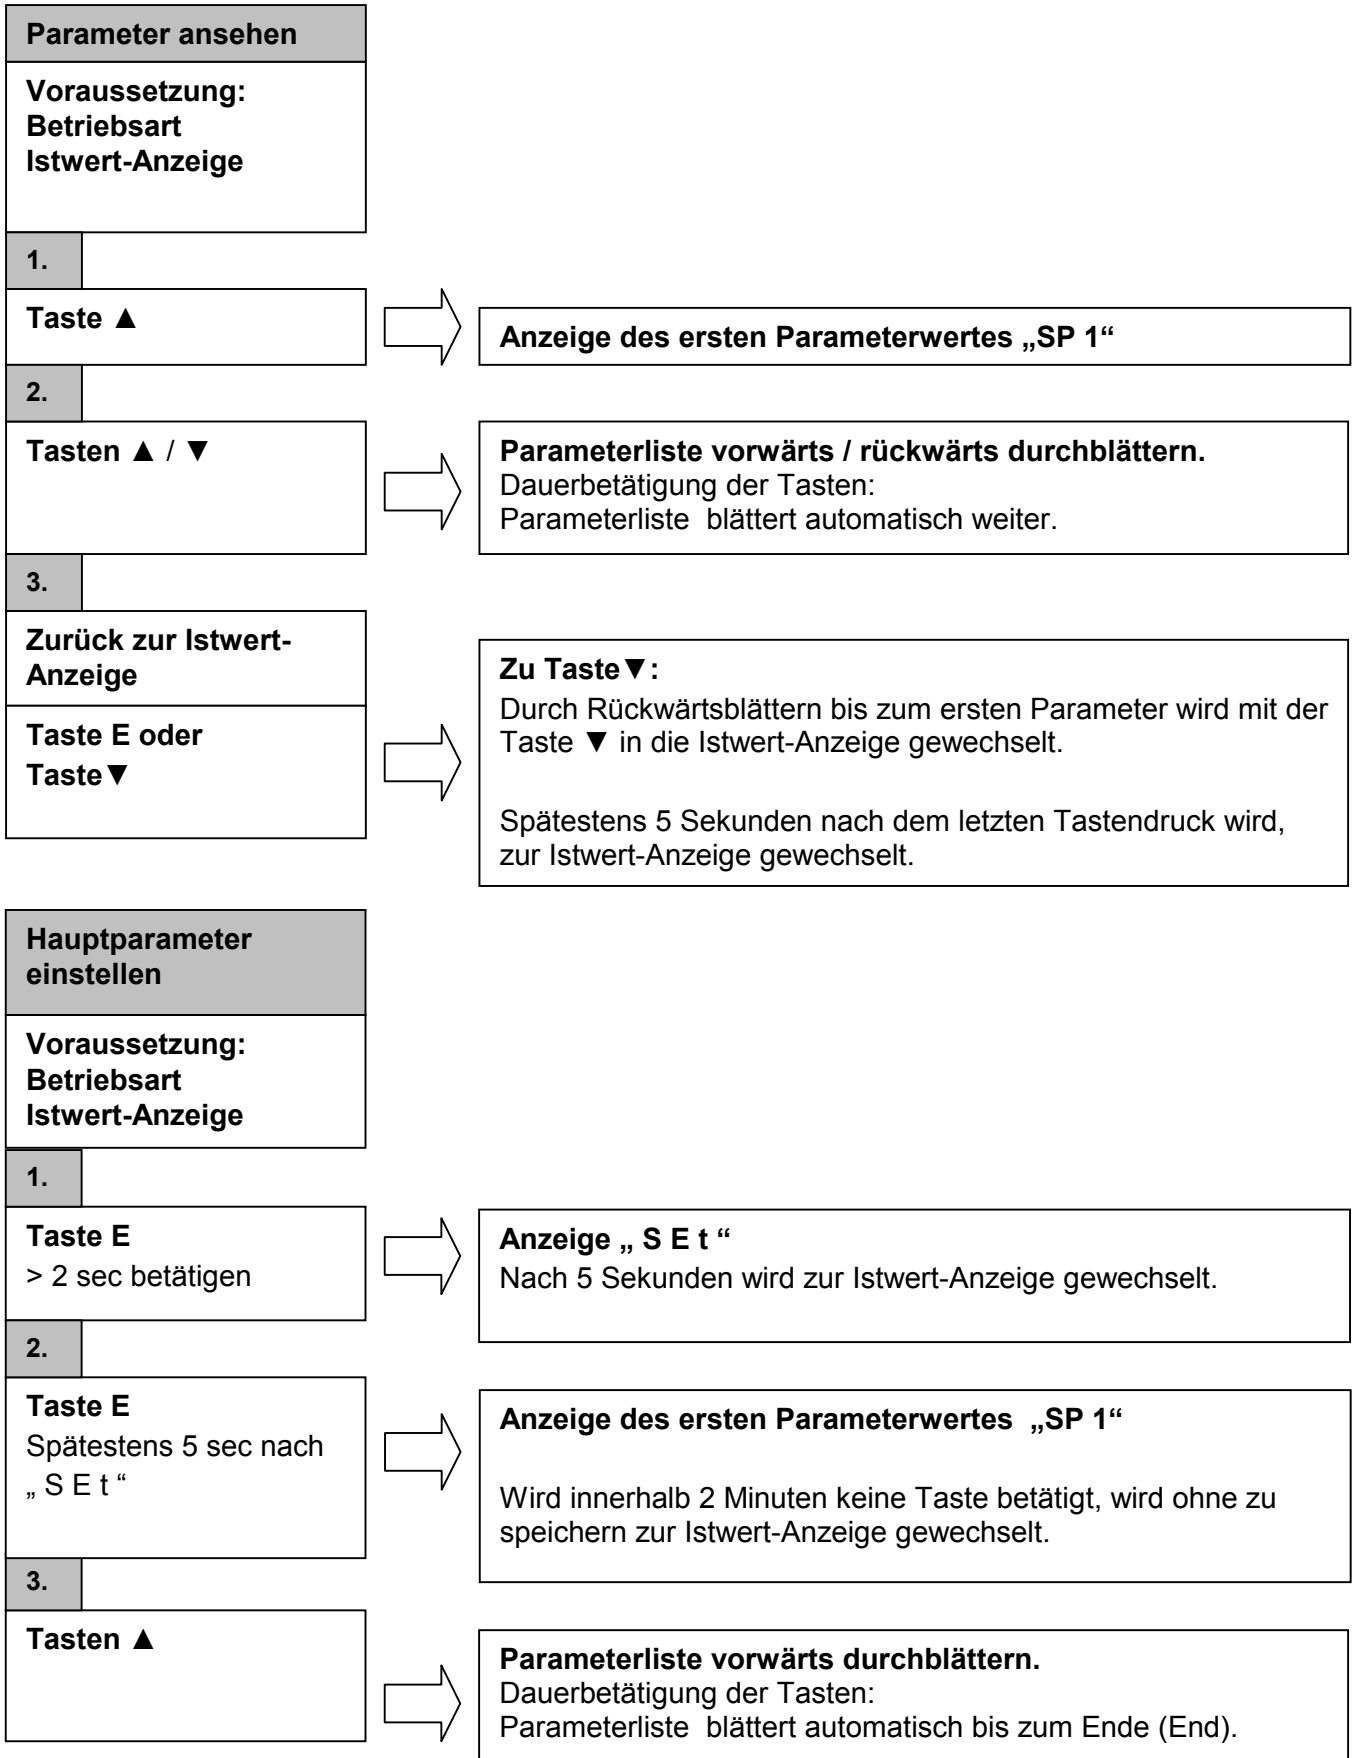 Parameter ansehen
Voraussetzung:
Betriebsart
Istwert-Anzeige
1.
Taste ▲
Anzeige des ersten Parameterwertes „SP 1“
2.
Tasten ▲ / ▼
Parameterliste vorwärts / rückwärts durchblättern.
Dauerbetätigung der Tasten:
Parameterliste  blättert automatisch weiter.
3.
Zurück zur Istwert-
Anzeige
Taste E oder
Taste▼
Zu Taste▼:
Durch Rückwärtsblättern bis zum ersten Parameter wird mit der
Taste ▼ in die Istwert-Anzeige gewechselt.
Spätestens 5 Sekunden nach dem letzten Tastendruck wird,
zur Istwert-Anzeige gewechselt.
Hauptparameter
einstellen
Voraussetzung:
Betriebsart
Istwert-Anzeige
1.
Taste E
> 2 sec betätigen
Anzeige „ S E t “
Nach 5 Sekunden wird zur Istwert-Anzeige gewechselt.
2.
Taste E
Spätestens 5 sec nach
„ S E t “
Anzeige des ersten Parameterwertes  „SP 1“
Wird innerhalb 2 Minuten keine Taste betätigt, wird ohne zu
speichern zur Istwert-Anzeige gewechselt.
3.
Tasten ▲
Parameterliste vorwärts durchblättern.
Dauerbetätigung der Tasten:
Parameterliste  blättert automatisch bis zum Ende (End).